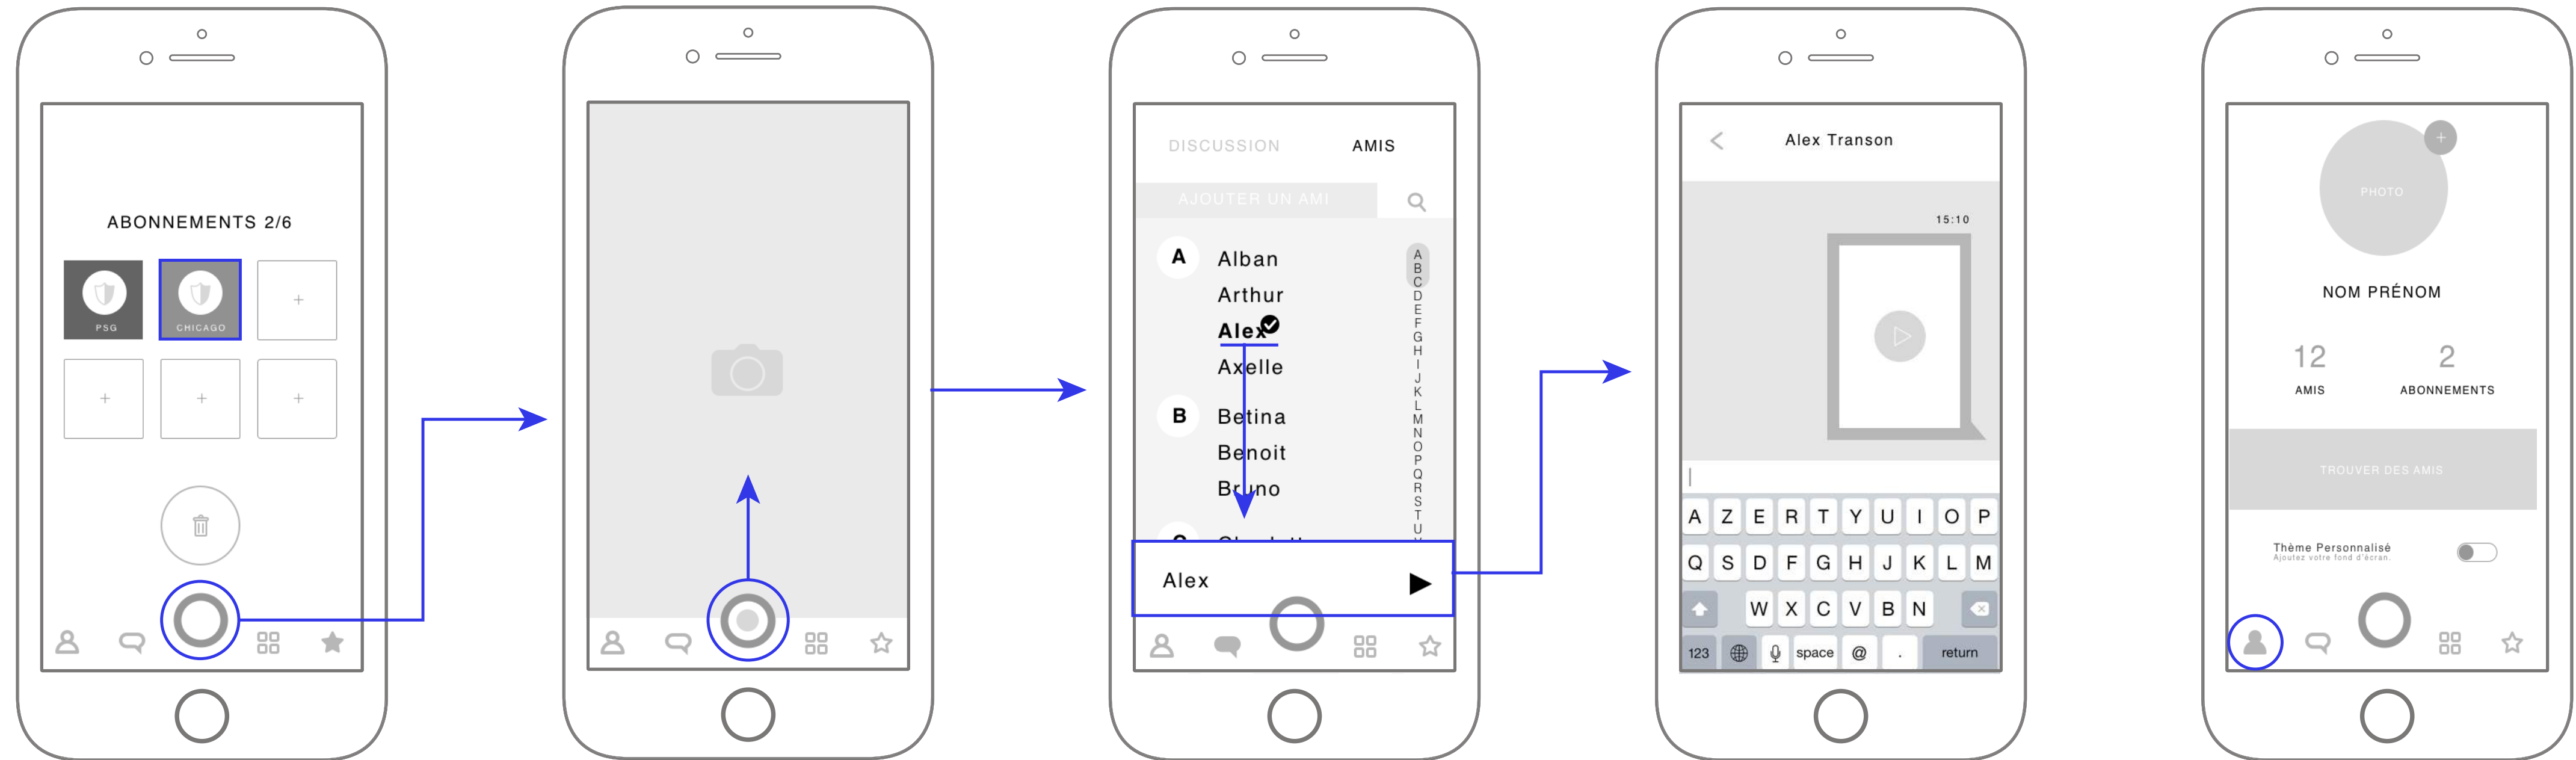 ABONNEMENTS 2/6
PSG
CHICAGO
DISCUSSION
AMIS
AJOUTER UN AMI
A
Alban
Arthur
Alex
Axelle
B
Betina
Benoit
Bruno
A
B
C
D
E
F
G
H
I
J
K
L
M
N
O
P
Q
R
S
T
U
Alex
Alex Transon
15:10
A Z E R T Y U I O P
Q S D F G H J K L M
W X C V B N
123 space @ . return
PHOTO
NOM PRÉNOM
12
AMIS
2
ABONNEMENTS
TROUVER DES AMIS
Thème Personnalisé
Ajoutez votre fond d'écran.